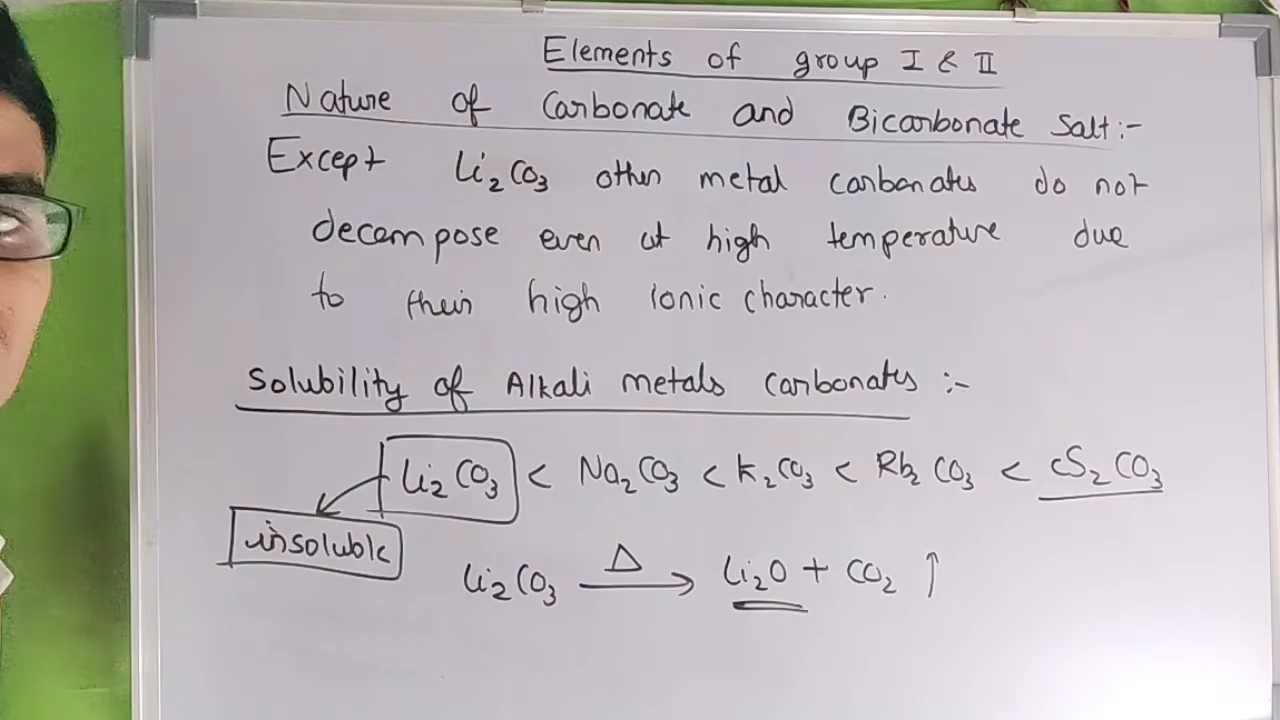 Elements of group I & II
Nature of Carbonate and Bicarbonate Salt:-
Except Li₂CO₃ other metal carbonates do not
decompose even at high temperature due
to their high ionic character.
Solubility of Alkali metals carbonates :-
Li₂CO₃ < Na₂CO₃ < K₂CO₃ < Rb₂CO₃ < CS₂CO₃
insoluble
Li₂CO₃ —Δ→ Li₂O + CO₂ ↑